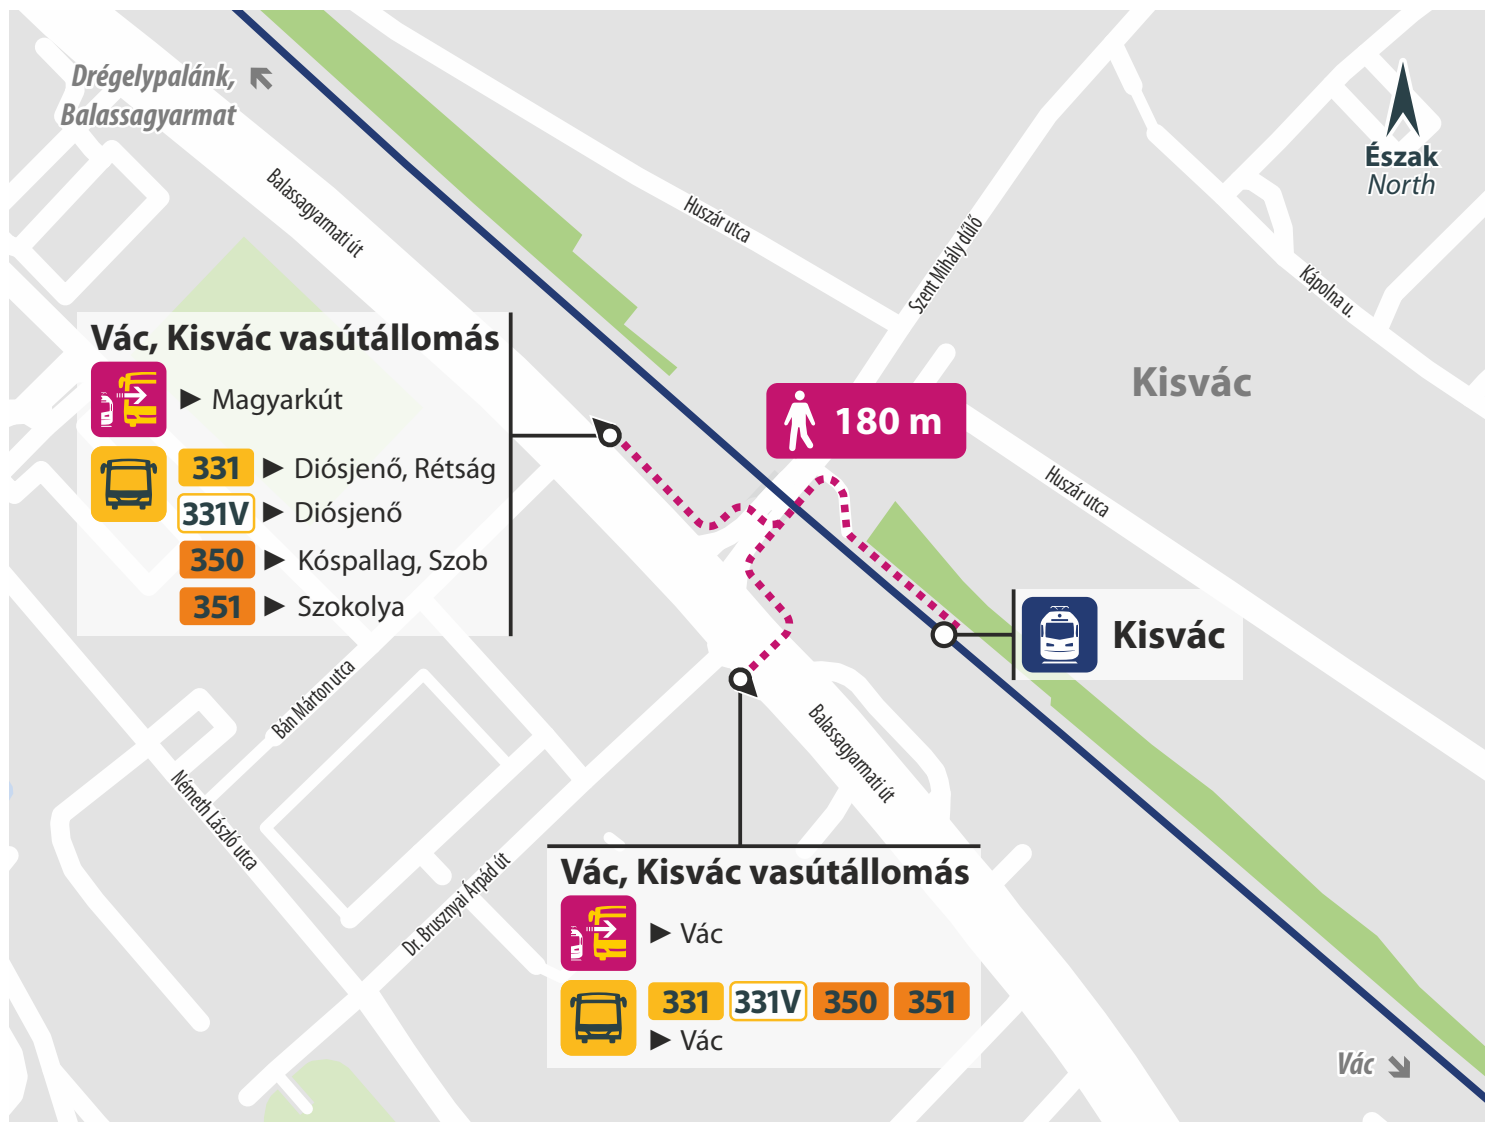 Drégelypalánk,
Balassagyarmat
Észak
North
Balassagyarmati út
Huszár utca
Szent Mihály dűlő
Kápolna u.
Vác, Kisvác vasútállomás
Magyarkút
331 Diósjenő, Rétság
331V Diósjenő
350 Kóspallag, Szob
351 Szokolya
180 m
Kisvác
Huszár utca
Kisvác
Bán Márton utca
Németh László utca
Balassagyarmati út
Dr. Brusznyai Árpád út
Vác, Kisvác vasútállomás
Vác
331 331V 350 351
Vác
Vác